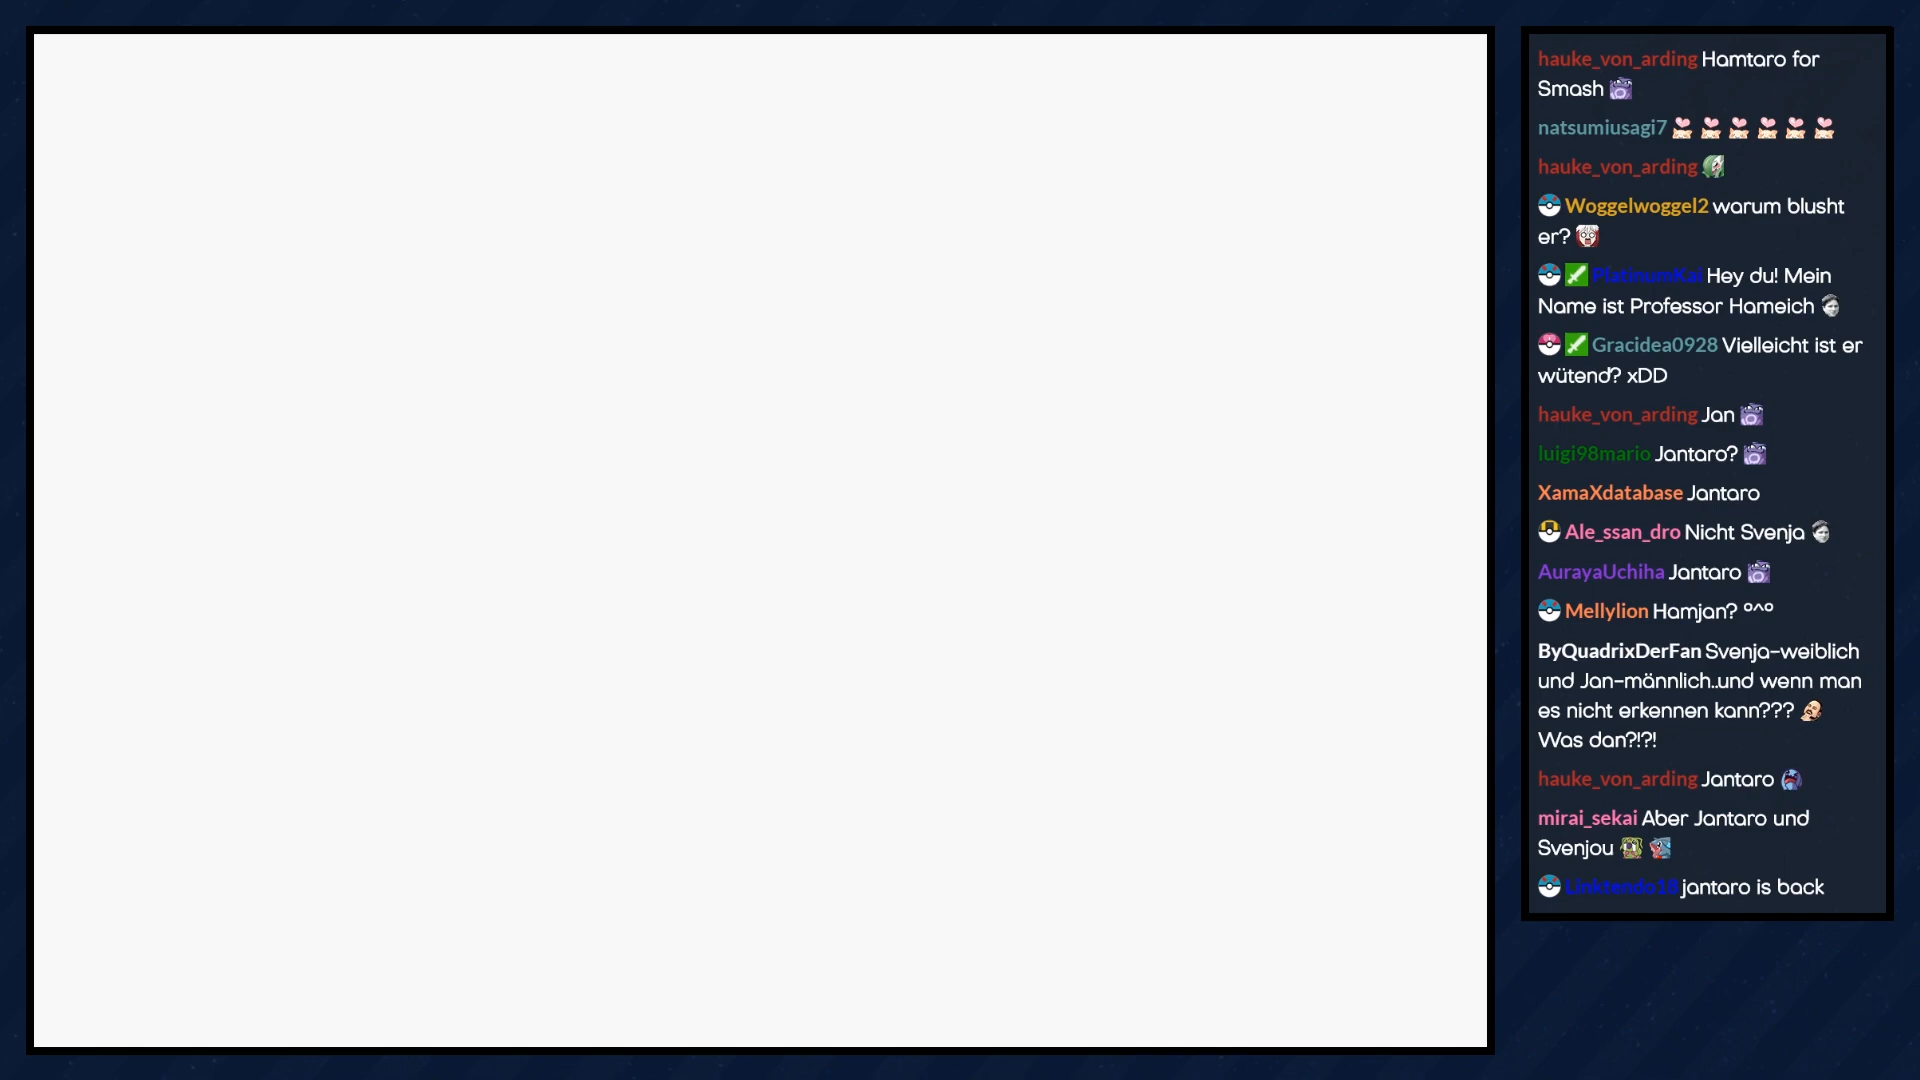 hauke_von_arding Hamtaro for
Smash
natsumiusagi7
hauke_von_arding
Woggelwoggel2 warum blusht
er?
PlatinumKai Hey du! Mein
Name ist Professor Hameich
Gracidea0928 Vielleicht ist er
wütend? xDD
hauke_von_arding Jan
luigi98mario Jantaro?
XamaXdatabase Jantaro
Ale_ssan_dro Nicht Svenja
AurayaUchiha Jantaro
Mellylion Hamjan? °^°
ByQuadrixDerFan Svenja-weiblich
und Jan-männlich..und wenn man
es nicht erkennen kann???
Was dan?!?!
hauke_von_arding Jantaro
mirai_sekai Aber Jantaro und
Svenjou
Linktendo18 jantaro is back